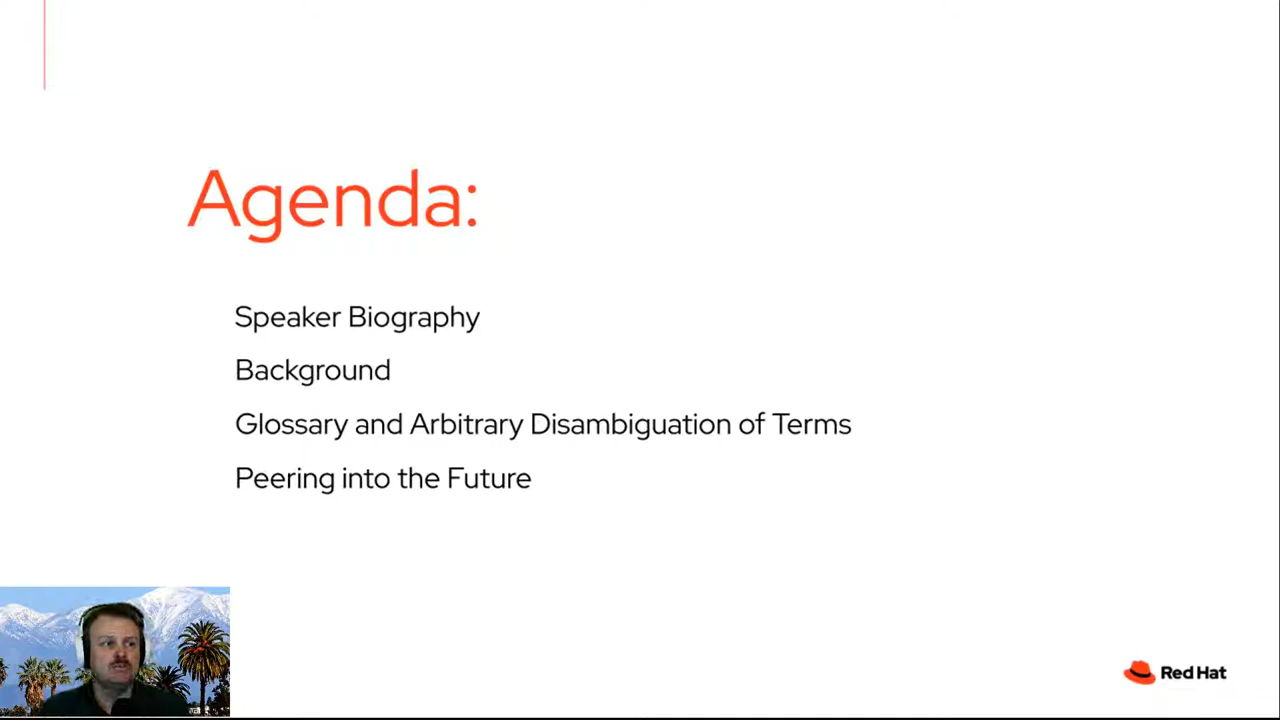 Agenda:
Speaker Biography
Background
Glossary and Arbitrary Disambiguation of Terms
Peering into the Future
Red Hat